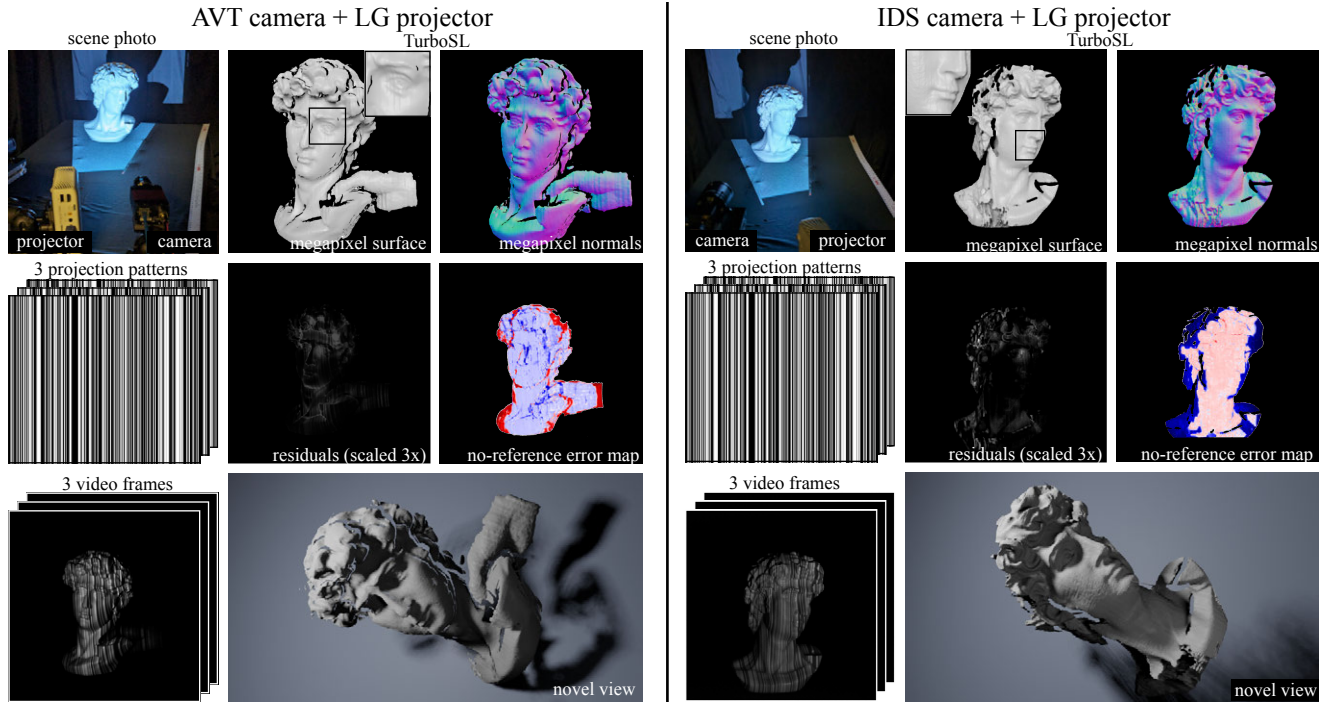 AVT camera + LG projector
scene photo
TurboSL
projector
camera
megapixel surface
megapixel normals
3 projection patterns
residuals (scaled 3x)
no-reference error map
3 video frames
novel view
IDS camera + LG projector
scene photo
TurboSL
camera
projector
megapixel surface
megapixel normals
3 projection patterns
residuals (scaled 3x)
no-reference error map
3 video frames
novel view